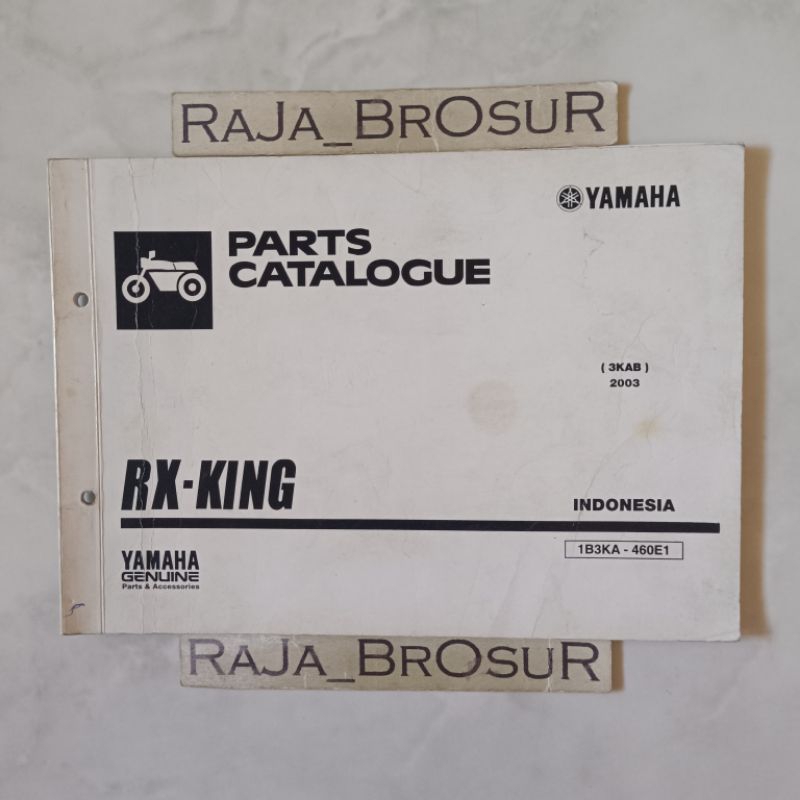 RAJA_BROSUR
YAMAHA
PARTS
CATALOGUE
( 3KAB )
2003
RX-KING
INDONESIA
1B3KA - 460E1
YAMAHA
GENUINE
Parts & Accessories
RAJA_BROSUR